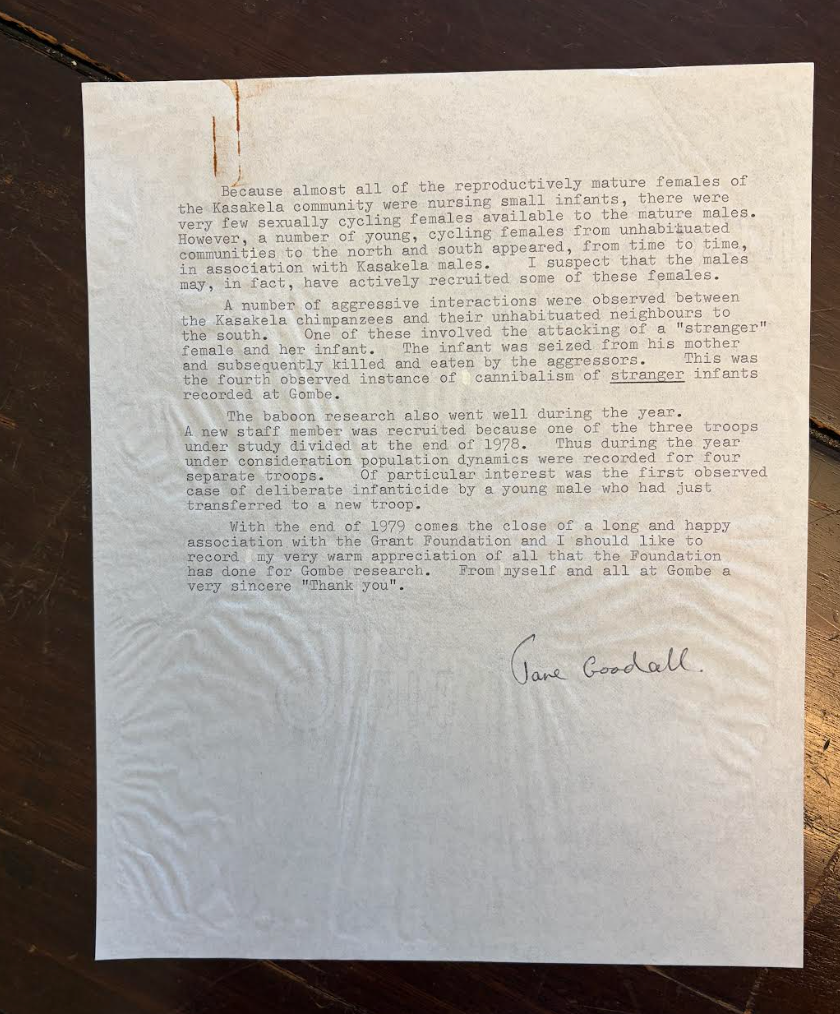 Because almost all of the reproductively mature females of
the Kasakela community were nursing small infants, there were
very few sexually cycling females available to the mature males.
However, a number of young, cycling females from unhabituated
communities to the north and south appeared, from time to time,
in association with Kasakela males. I suspect that the males
may, in fact, have actively recruited some of these females.
A number of aggressive interactions were observed between
the Kasakela chimpanzees and their unhabituated neighbours to
the south. One of these involved the attacking of a "stranger"
female and her infant. The infant was seized from his mother
and subsequently killed and eaten by the aggressors. This was
the fourth observed instance of cannibalism of stranger infants
recorded at Gombe.
The baboon research also went well during the year.
A new staff member was recruited because one of the three troops
under study divided at the end of 1978. Thus during the year
under consideration population dynamics were recorded for four
separate troops. Of particular interest was the first observed
case of deliberate infanticide by a young male who had just
transferred to a new troop.
With the end of 1979 comes the close of a long and happy
association with the Grant Foundation and I should like to
record my very warm appreciation of all that the Foundation
has done for Gombe research. From myself and all at Gombe a
very sincere "Thank you".
Jane Goodall.